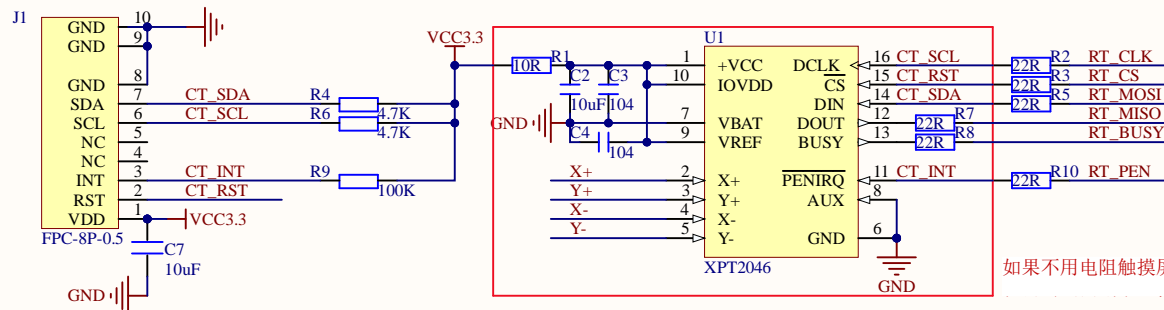 J1
GND 10
GND 9
GND 8
SDA 7 CT_SDA R4
SCL 6 CT_SCL R6 4.7K
4.7K
NC 5
NC 4
INT 3 CT_INT R9
100K
RST 2 CT_RST
VDD 1 VCC3.3
FPC-8P-0.5
C7
10uF
GND
VCC3.3
10R R1
C2 C3
10uF 104
GND
C4
104
U1
1 +VCC DCLK 16 CT_SCL 22R R2 RT_CLK
10 IOVDD CS 15 CT_RST 22R R3 RT_CS
DIN 14 CT_SDA 22R R5 RT_MOSI
7 VBAT DOUT 12 22R R7 RT_MISO
9 VREF BUSY 13 22R R8 RT_BUSY
X+ 2 X+ PENIRQ 11 CT_INT 22R R10 RT_PEN
Y+ 3 Y+ AUX 8
X- 4 X-
Y- 5 Y- GND 6
XPT2046
GND
如果不用电阻触摸屏